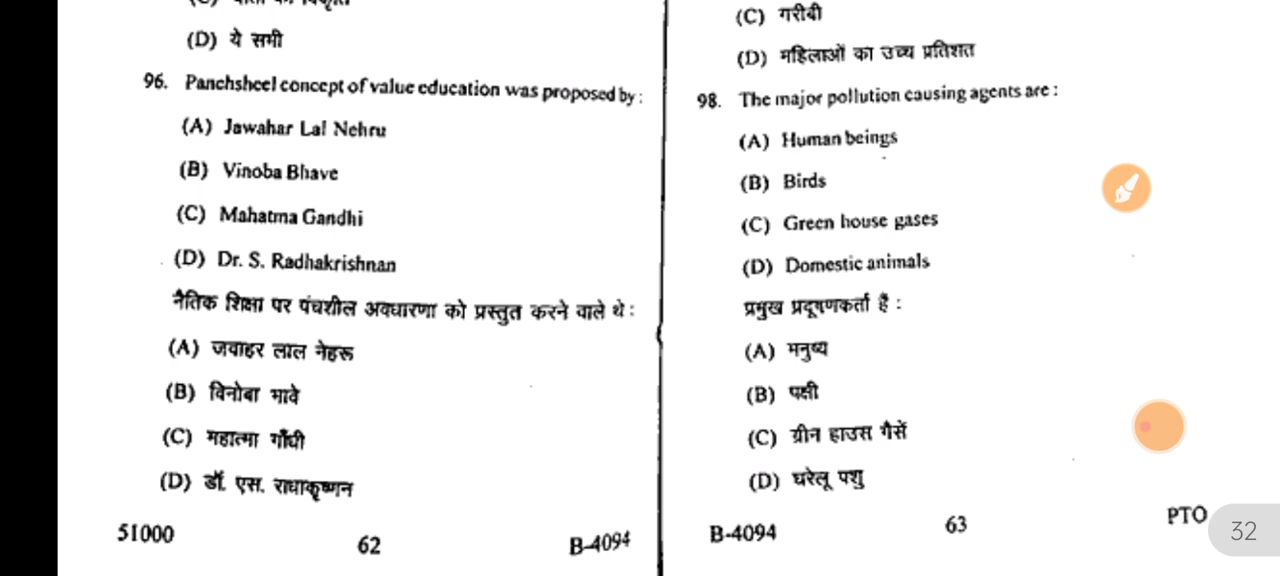 (D) ये सभी
96. Panchsheel concept of value education was proposed by :
(A) Jawahar Lal Nehru
(B) Vinoba Bhave
(C) Mahatma Gandhi
(D) Dr. S. Radhakrishnan
नैतिक शिक्षा पर पंचशील अवधारणा को प्रस्तुत करने वाले थे :
(A) जवाहर लाल नेहरू
(B) विनोबा भावे
(C) महात्मा गाँधी
(D) डॉ. एस. राधाकृष्णन
51000 62 B-4094
(C) गरीबी
(D) महिलाओं का उच्च प्रतिशत
98. The major pollution causing agents are :
(A) Human beings
(B) Birds
(C) Green house gases
(D) Domestic animals
प्रमुख प्रदूषणकर्ता हैं :
(A) मनुष्य
(B) पक्षी
(C) ग्रीन हाउस गैसें
(D) घरेलू पशु
B-4094 63 PTO
32